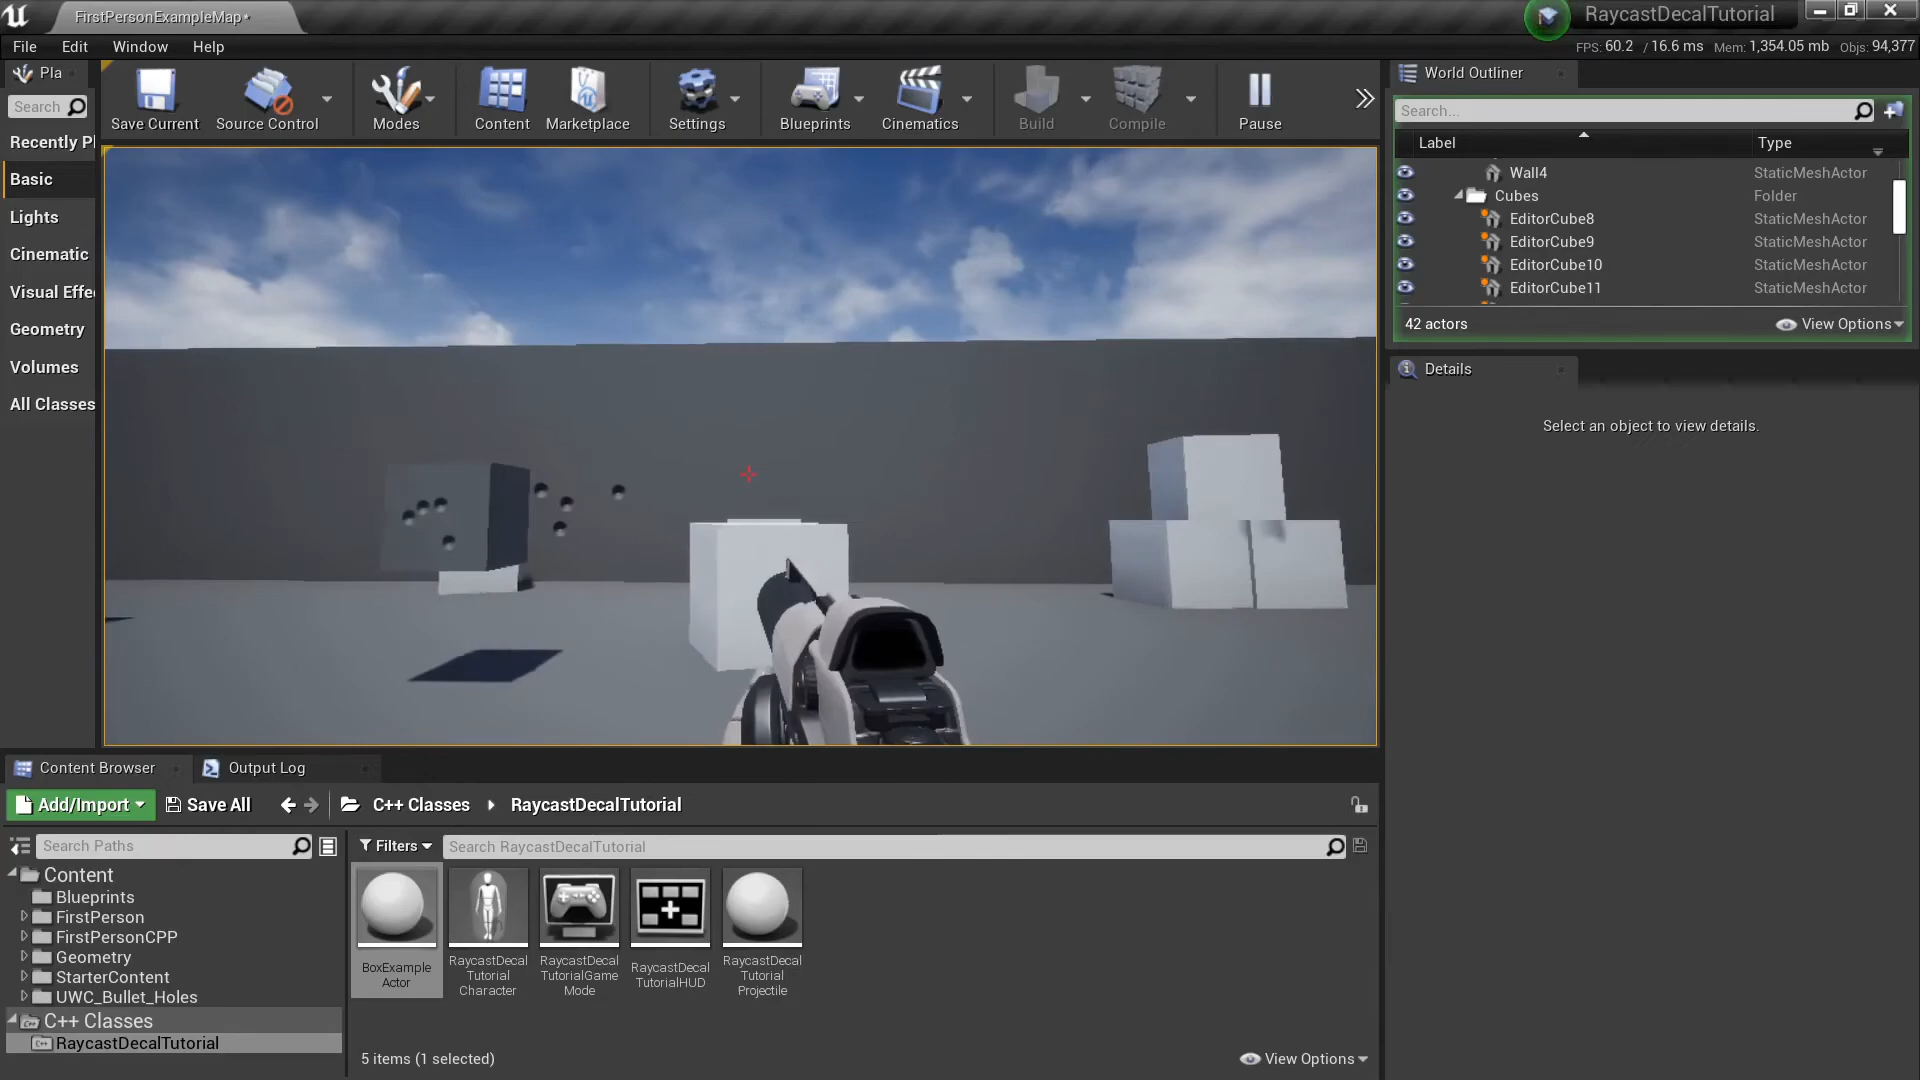 FirstPersonExampleMap*
RaycastDecalTutorial
File Edit Window Help
FPS: 60.2 / 16.6 ms Mem: 1,354.05 mb Objs: 94,377
Pla
Search
Recently Pl
Basic
Lights
Cinematic
Visual Effe
Geometry
Volumes
All Classes
Save Current
Source Control
Modes
Content
Marketplace
Settings
Blueprints
Cinematics
Build
Compile
Pause
World Outliner
Search...
Label Type
Wall4 StaticMeshActor
Cubes Folder
EditorCube8 StaticMeshActor
EditorCube9 StaticMeshActor
EditorCube10 StaticMeshActor
EditorCube11 StaticMeshActor
42 actors
View Options
Details
Select an object to view details.
Content Browser
Output Log
Add/Import
Save All
C++ Classes
RaycastDecalTutorial
Search Paths
Filters
Search RaycastDecalTutorial
Content
Blueprints
FirstPerson
FirstPersonCPP
Geometry
StarterContent
UWC_Bullet_Holes
C++ Classes
RaycastDecalTutorial
BoxExample
Actor
RaycastDecal
Tutorial
Character
RaycastDecal
TutorialGame
Mode
RaycastDecal
TutorialHUD
RaycastDecal
Tutorial
Projectile
5 items (1 selected)
View Options